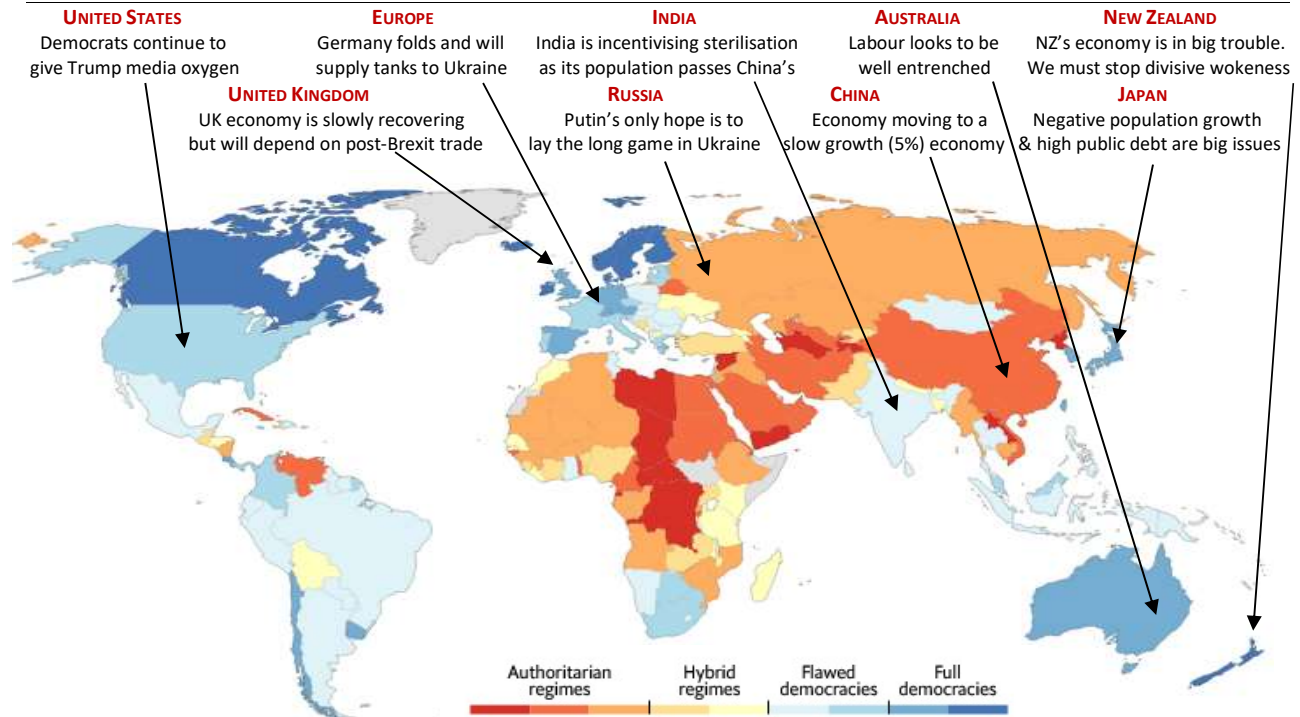 UNITED STATES
Democrats continue to
give Trump media oxygen
EUROPE
Germany folds and will
supply tanks to Ukraine
INDIA
India is incentivising sterilisation
as its population passes China's
AUSTRALIA
Labour looks to be
well entrenched
NEW ZEALAND
NZ's economy is in big trouble.
We must stop divisive wokeness
UNITED KINGDOM
UK economy is slowly recovering
but will depend on post-Brexit trade
RUSSIA
Putin's only hope is to
lay the long game in Ukraine
CHINA
Economy moving to a
slow growth (5%) economy
JAPAN
Negative population growth
& high public debt are big issues
Authoritarian
regimes
Hybrid
regimes
Flawed
democracies
Full
democracies